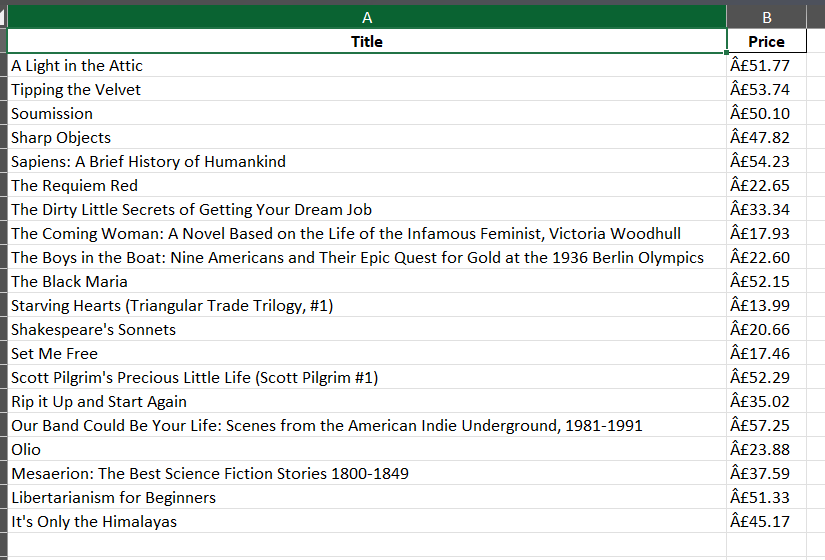 A B
Title Price
A Light in the Attic Â£51.77
Tipping the Velvet Â£53.74
Soumission Â£50.10
Sharp Objects Â£47.82
Sapiens: A Brief History of Humankind Â£54.23
The Requiem Red Â£22.65
The Dirty Little Secrets of Getting Your Dream Job Â£33.34
The Coming Woman: A Novel Based on the Life of the Infamous Feminist, Victoria Woodhull Â£17.93
The Boys in the Boat: Nine Americans and Their Epic Quest for Gold at the 1936 Berlin Olympics Â£22.60
The Black Maria Â£52.15
Starving Hearts (Triangular Trade Trilogy, #1) Â£13.99
Shakespeare's Sonnets Â£20.66
Set Me Free Â£17.46
Scott Pilgrim's Precious Little Life (Scott Pilgrim #1) Â£52.29
Rip it Up and Start Again Â£35.02
Our Band Could Be Your Life: Scenes from the American Indie Underground, 1981-1991 Â£57.25
Olio Â£23.88
Mesaerion: The Best Science Fiction Stories 1800-1849 Â£37.59
Libertarianism for Beginners Â£51.33
It's Only the Himalayas Â£45.17